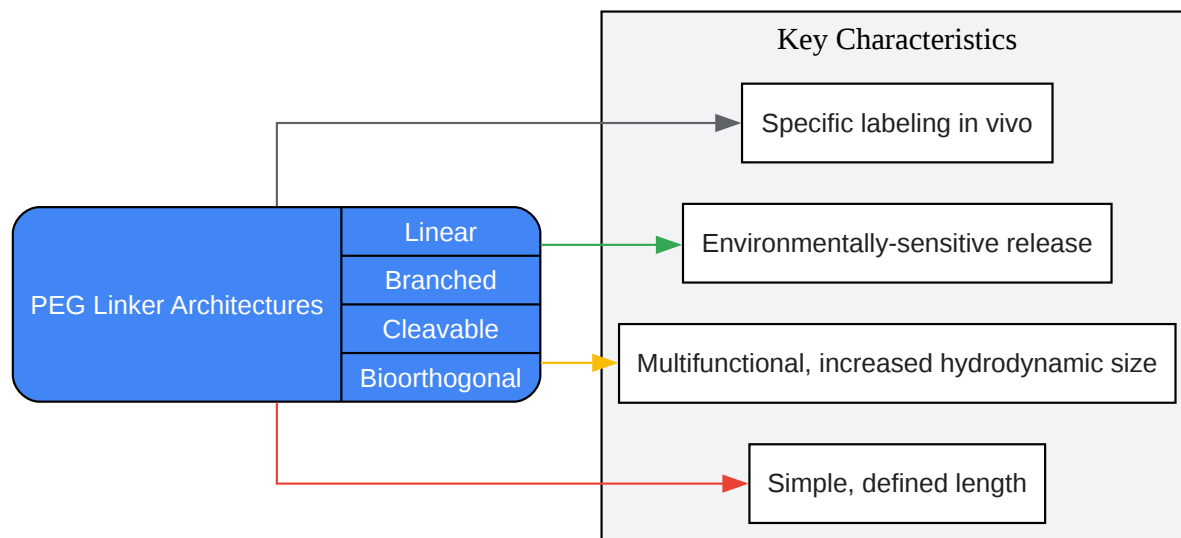 Key Characteristics
Specific labeling in vivo
PEG Linker Architectures
Linear
Branched
Cleavable
Bioorthogonal
Environmentally-sensitive release
Multifunctional, increased hydrodynamic size
Simple, defined length